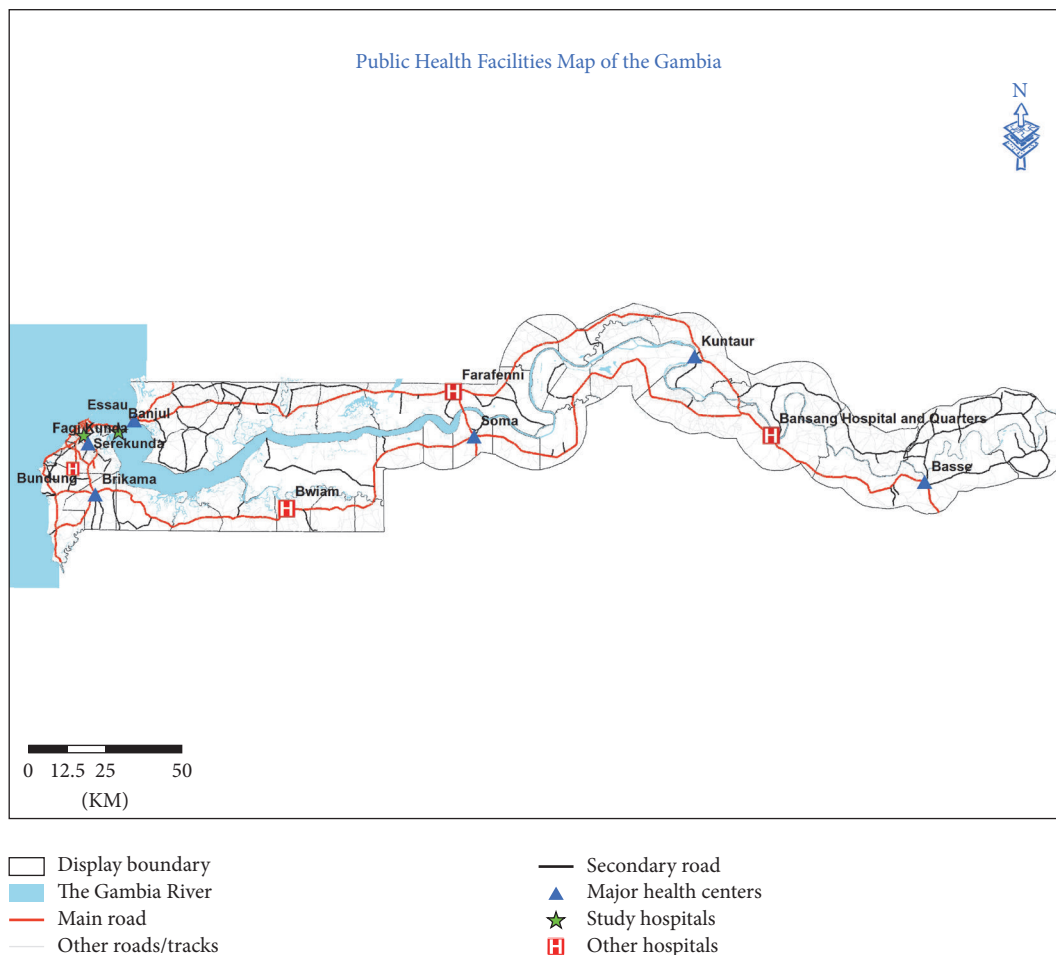 Public Health Facilities Map of the Gambia
N
Kuntaur
Farafenni
Essau
Banjul
Bansang Hospital and Quarters
Soma
Fagi Kunda
Serekunda
Basse
Bundung
Brikama
Bwiam
H
H
H
H
0 12.5 25 50
(KM)
Display boundary
The Gambia River
Main road
Other roads/tracks
Secondary road
Major health centers
Study hospitals
H Other hospitals